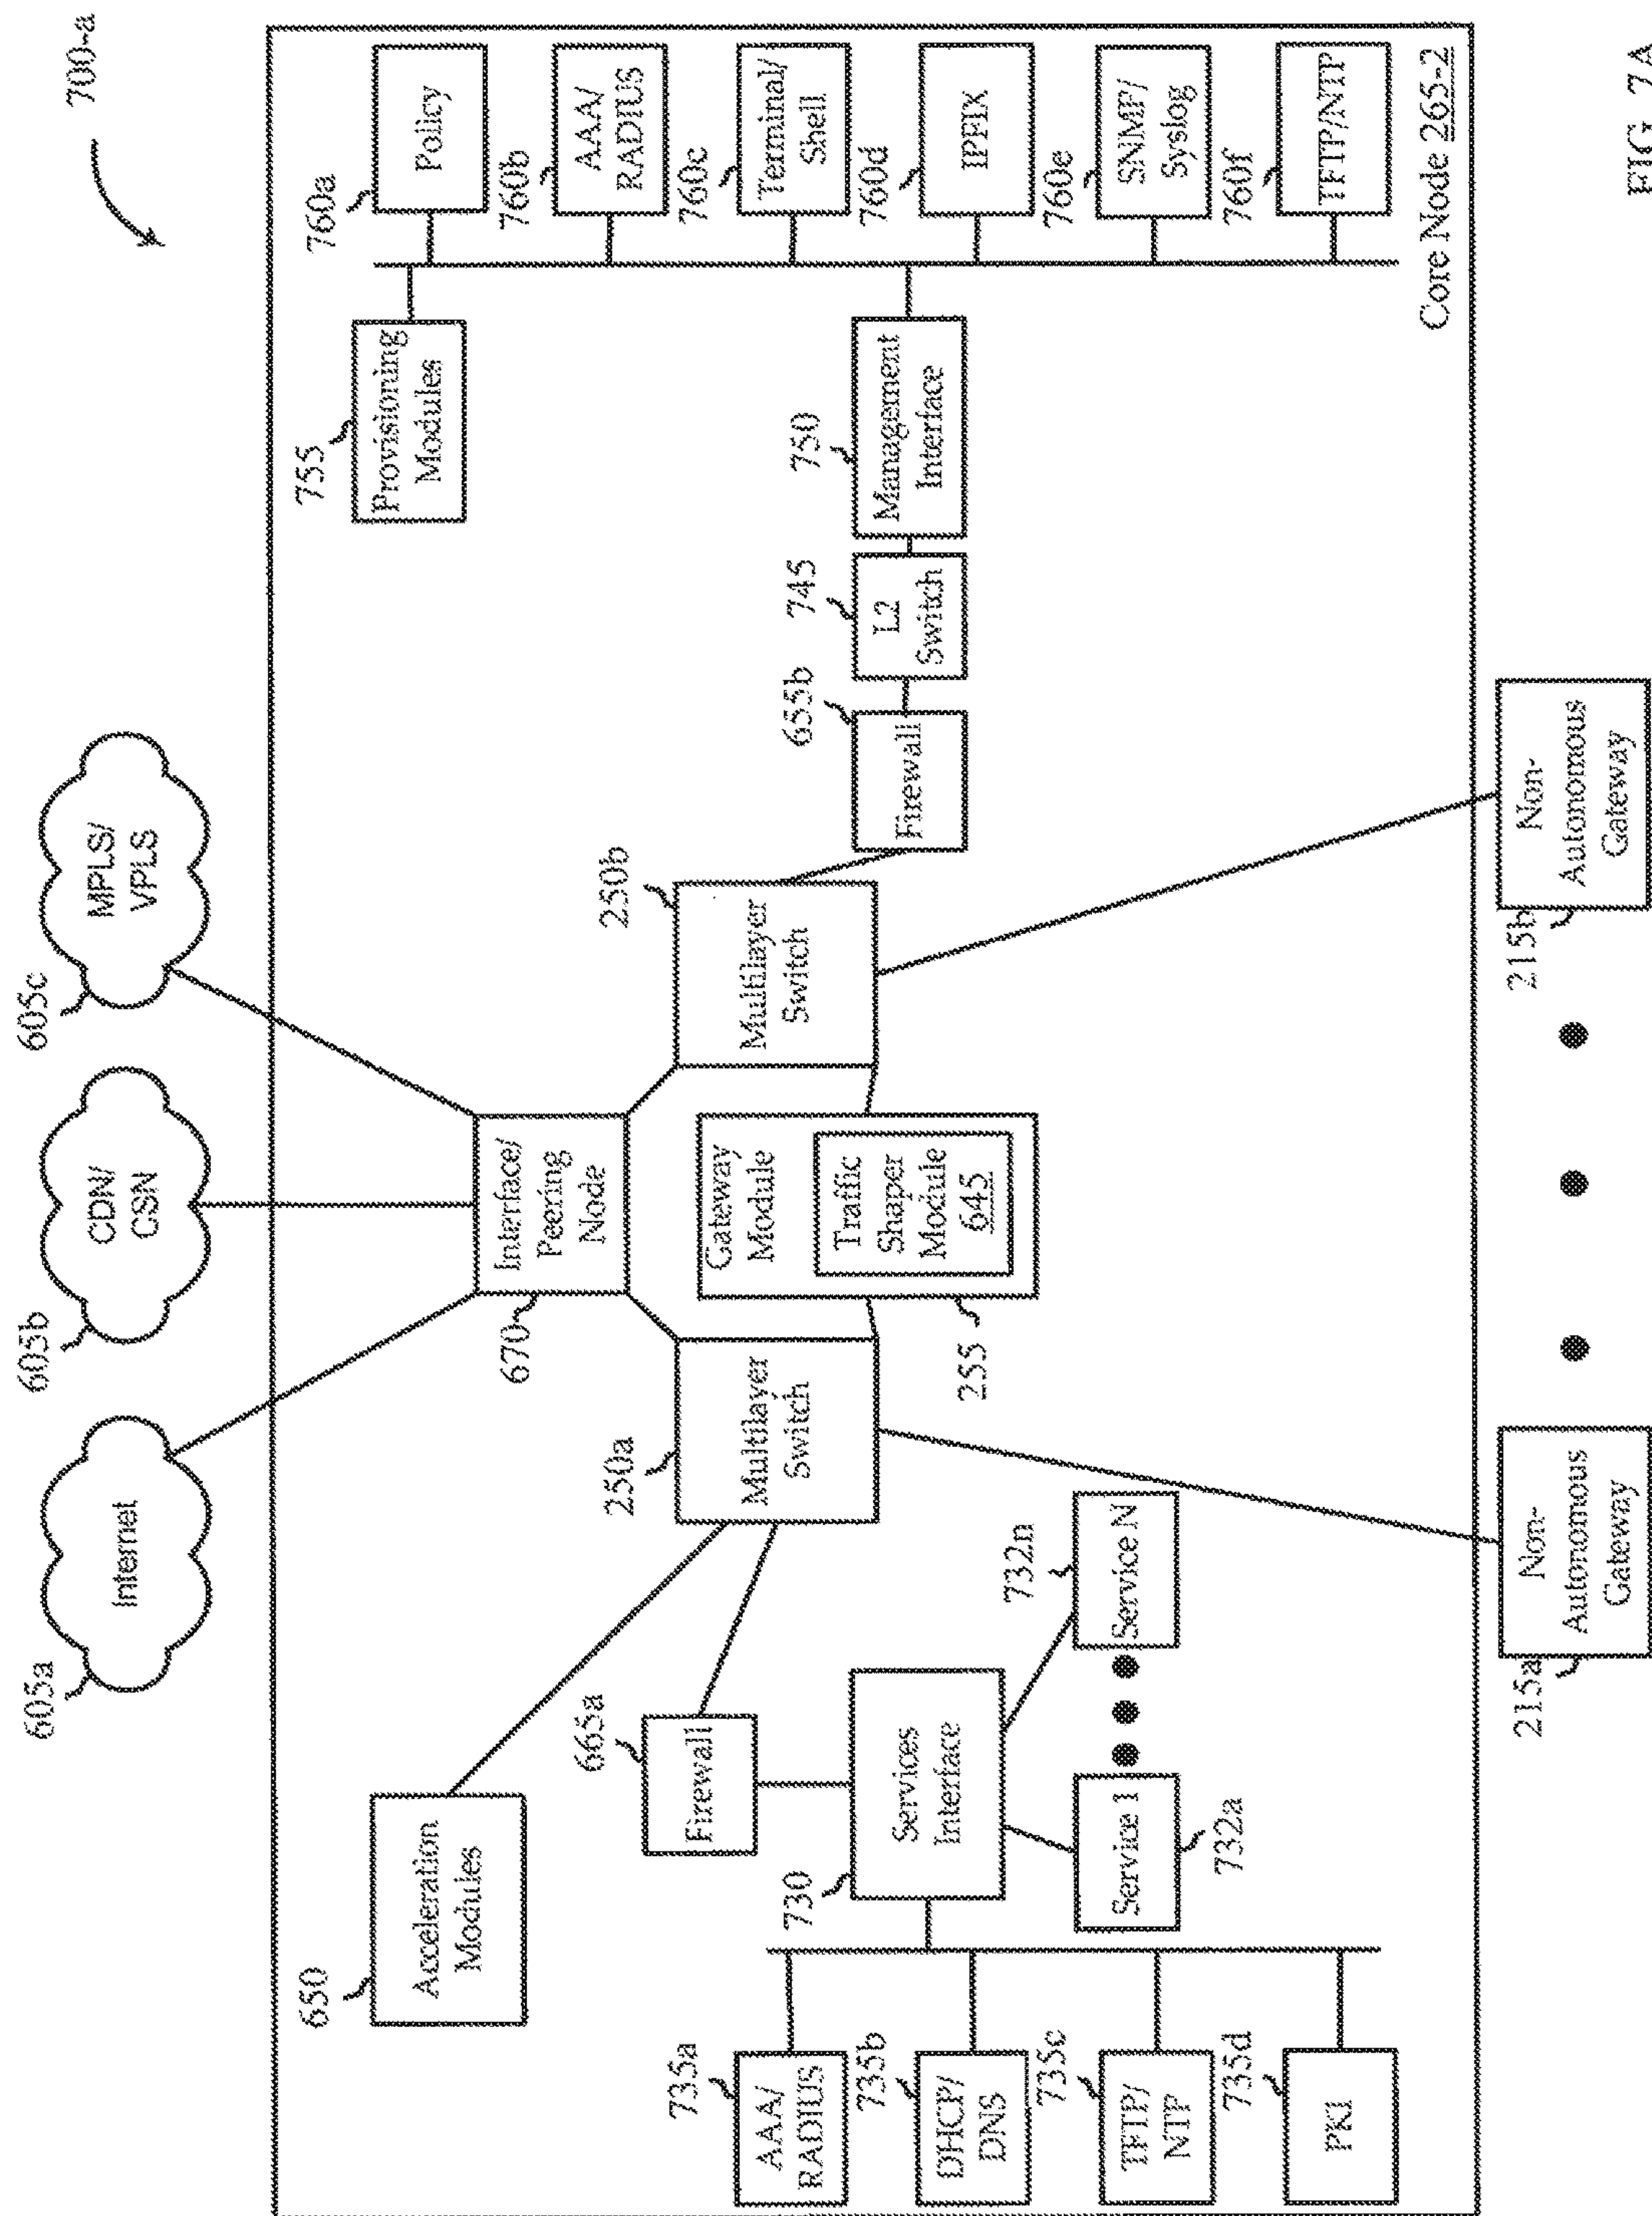 700-a
605a
Internet
605b
CDN/
CSN
605c
MPLS/
VPLS
650
Acceleration
Modules
670
Interface/
Peering
Node
755
Provisioning
Modules
760a
Policy
760b
AAA/
RADIUS
760c
Terminal/
Shell
760d
IPFIX
760e
SNMP/
Syslog
760f
TFTP/NTP
665a
Firewall
250a
Multilayer
Switch
Gateway
Module
Traffic
Shaper
Module
645
255
250b
Multilayer
Switch
655b
Firewall
745
L2
Switch
750
Management
Interface
735a
AAA/
RADIUS
735b
DHCP/
DNS
735c
TFTP/
NTP
735d
PKI
730
Services
Interface
Service 1
732a
732n
Service N
Core Node 265-2
215a
Non-
Autonomous
Gateway
215b
Non-
Autonomous
Gateway
FIG. 7A